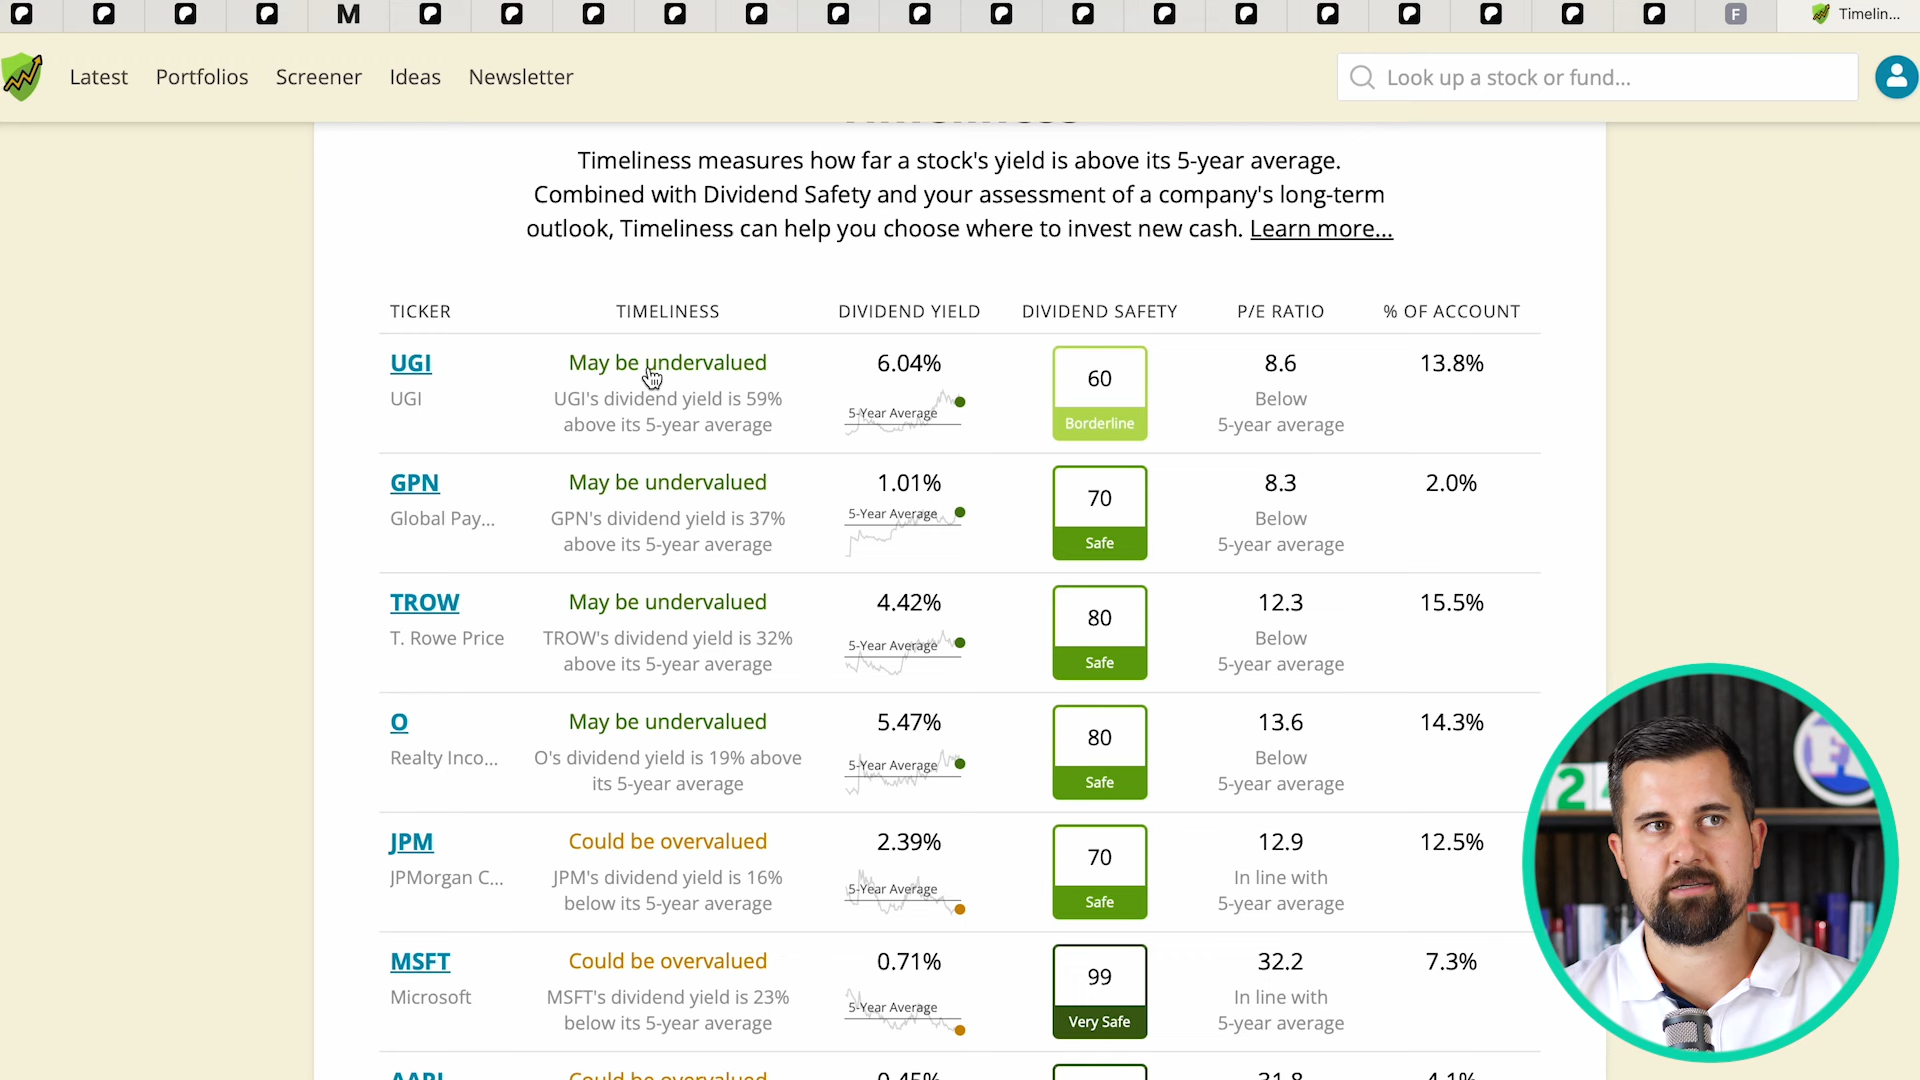 M
F
Timelin...
Latest
Portfolios
Screener
Ideas
Newsletter
Look up a stock or fund...
Timeliness
Timeliness measures how far a stock's yield is above its 5-year average.
Combined with Dividend Safety and your assessment of a company's long-term
outlook, Timeliness can help you choose where to invest new cash. Learn more...
TICKER
TIMELINESS
DIVIDEND YIELD
DIVIDEND SAFETY
P/E RATIO
% OF ACCOUNT
UGI
UGI
May be undervalued
UGI's dividend yield is 59%
above its 5-year average
6.04%
5-Year Average
60
Borderline
8.6
Below
5-year average
13.8%
GPN
Global Pay...
May be undervalued
GPN's dividend yield is 37%
above its 5-year average
1.01%
5-Year Average
70
Safe
8.3
Below
5-year average
2.0%
TROW
T. Rowe Price
May be undervalued
TROW's dividend yield is 32%
above its 5-year average
4.42%
5-Year Average
80
Safe
12.3
Below
5-year average
15.5%
O
Realty Inco...
May be undervalued
O's dividend yield is 19% above
its 5-year average
5.47%
5-Year Average
80
Safe
13.6
Below
5-year average
14.3%
JPM
JPMorgan C...
Could be overvalued
JPM's dividend yield is 16%
below its 5-year average
2.39%
5-Year Average
70
Safe
12.9
In line with
5-year average
12.5%
MSFT
Microsoft
Could be overvalued
MSFT's dividend yield is 23%
below its 5-year average
0.71%
5-Year Average
99
Very Safe
32.2
In line with
5-year average
7.3%
AAPL
Could be overvalued
0.45%
31.8
4.1%
2